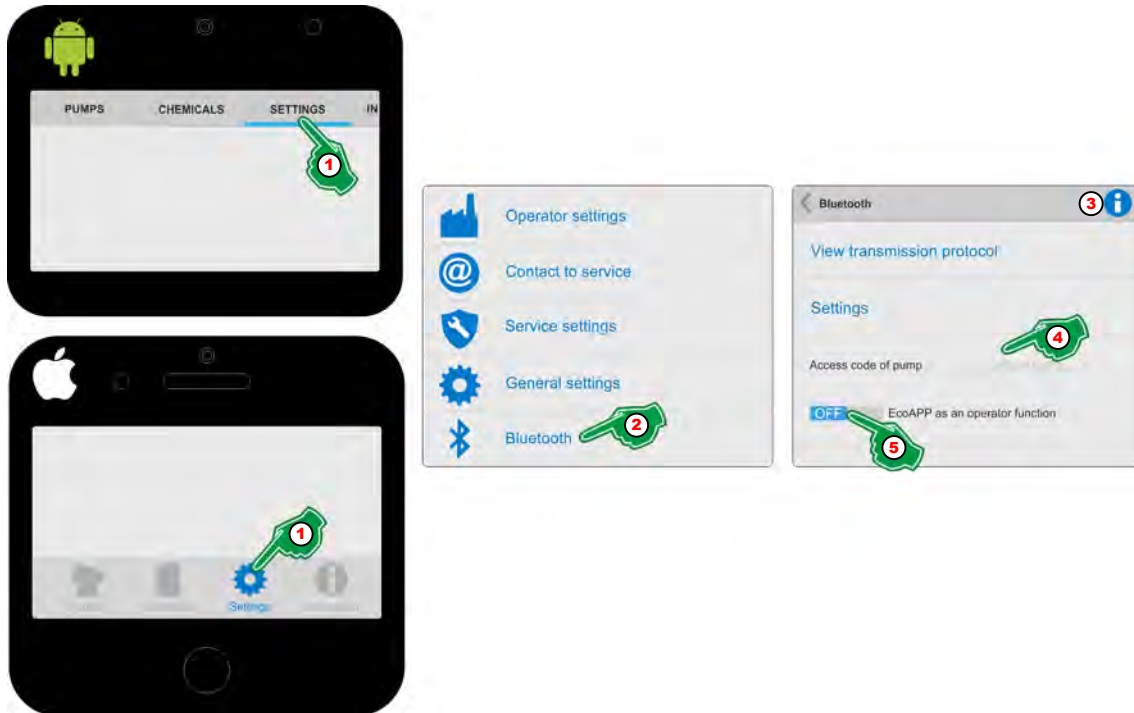 PUMPS CHEMICALS SETTINGS IN
1
Settings
1
Operator settings
@ Contact to service
Service settings
General settings
Bluetooth
2
Bluetooth
3
i
View transmission protocol
Settings
4
Access code of pump
OFF EcoAPP as an operator function
5